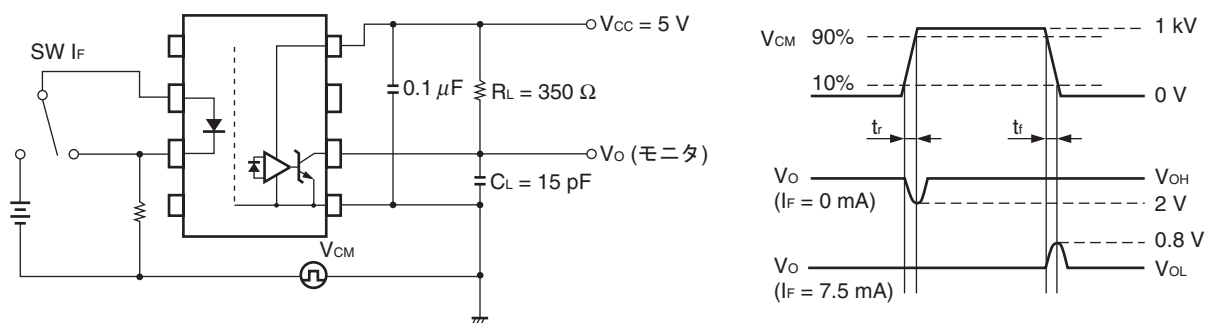 SW IF
VCC = 5 V
0.1 μF
RL = 350 Ω
VO (モニタ)
CL = 15 pF
VCM
VCM 90%
10%
1 kV
0 V
tr
tf
VO
(IF = 0 mA)
VOH
2 V
0.8 V
VO
(IF = 7.5 mA)
VOL